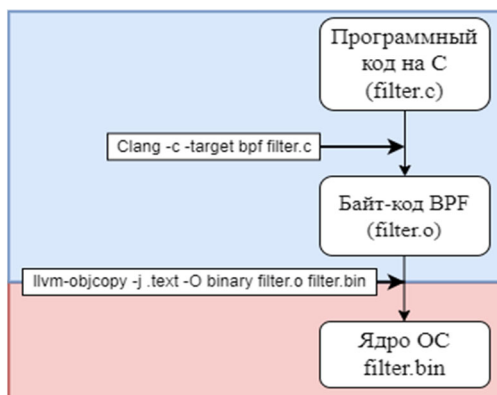 Программный
код на C
(filter.c)
Clang -c -target bpf filter.c
Байт-код BPF
(filter.o)
llvm-objcopy -j .text -O binary filter.o filter.bin
Ядро ОС
filter.bin